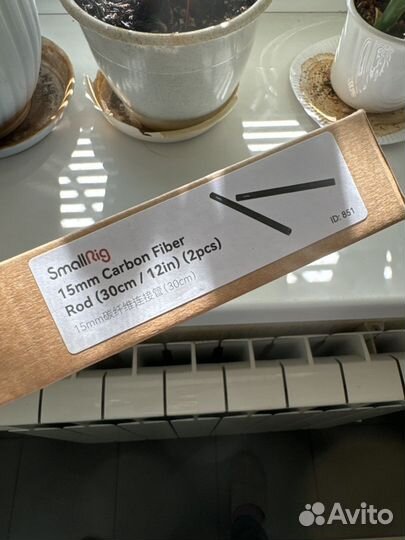 SmallRig
15mm Carbon Fiber
Rod (30cm / 12in) (2pcs)
15mm碳纤维连接管 (30cm)
ID: 851
Avito